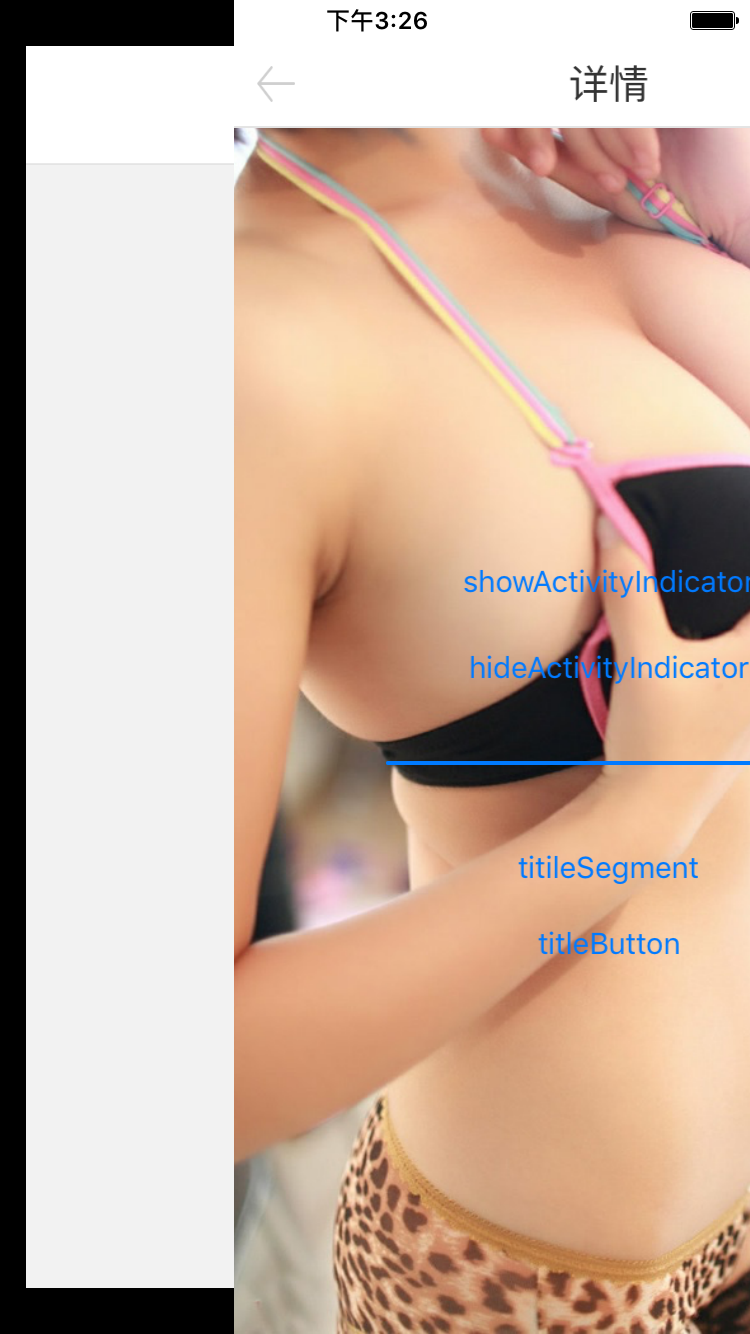 下午3:26
详情
showActivityIndicator
hideActivityIndicator
titileSegment
titleButton